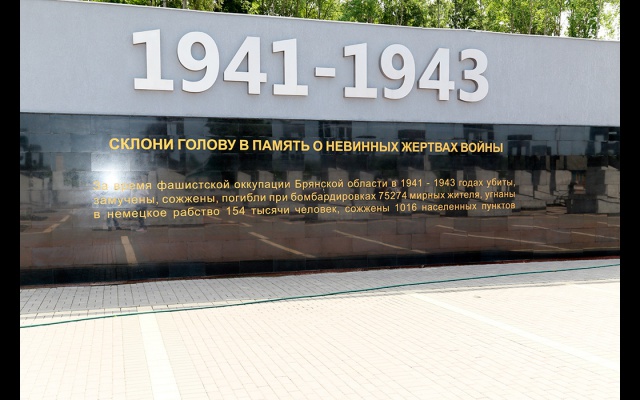 1941-1943
СКЛОНИ ГОЛОВУ В ПАМЯТЬ О НЕВИННЫХ ЖЕРТВАХ ВОЙНЫ
За время фашистской оккупации Брянской области в 1941 - 1943 годах убиты,
замучены, сожжены, погибли при бомбардировках 75274 мирных жителя, угнаны
в немецкое рабство 154 тысячи человек, сожжены 1016 населенных пунктов